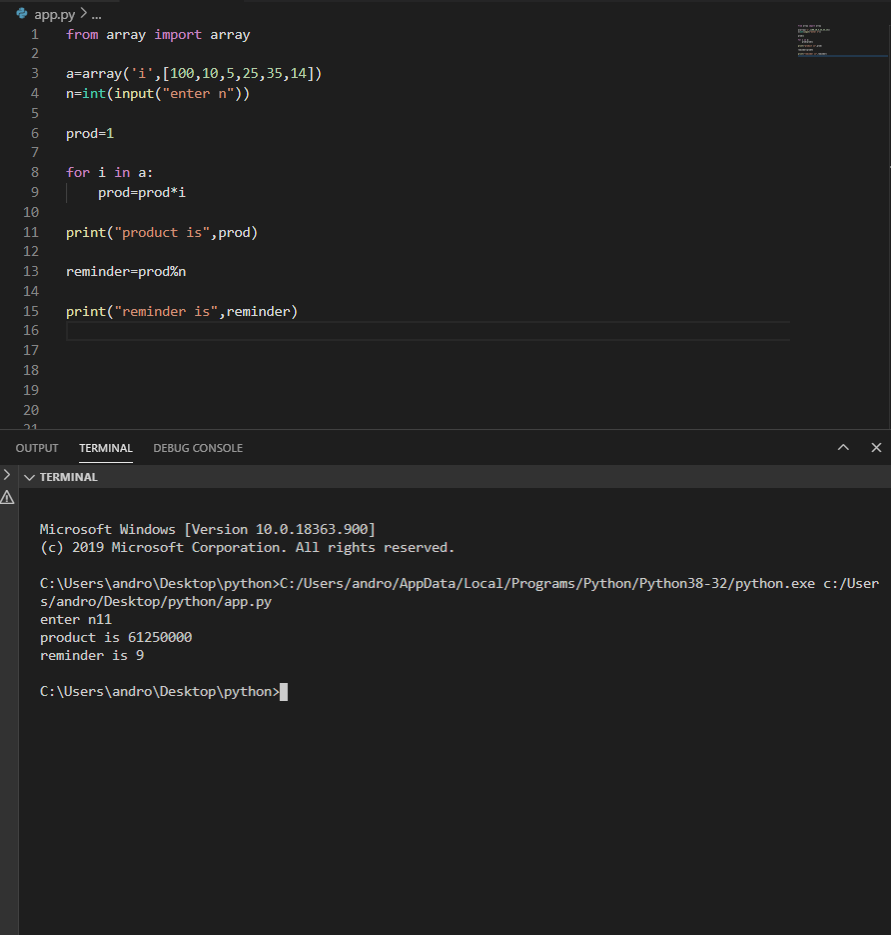 app.py > ...
1 from array import array
2
3 a=array('i',[100,10,5,25,35,14])
4 n=int(input("enter n"))
5
6 prod=1
7
8 for i in a:
9     prod=prod*i
10
11 print("product is",prod)
12
13 reminder=prod%n
14
15 print("reminder is",reminder)
16
17
18
19
20
21
OUTPUT TERMINAL DEBUG CONSOLE
TERMINAL
Microsoft Windows [Version 10.0.18363.900]
(c) 2019 Microsoft Corporation. All rights reserved.
C:\Users\andro\Desktop\python>C:/Users/andro/AppData/Local/Programs/Python/Python38-32/python.exe c:/User
s/andro/Desktop/python/app.py
enter n11
product is 61250000
reminder is 9
C:\Users\andro\Desktop\python>